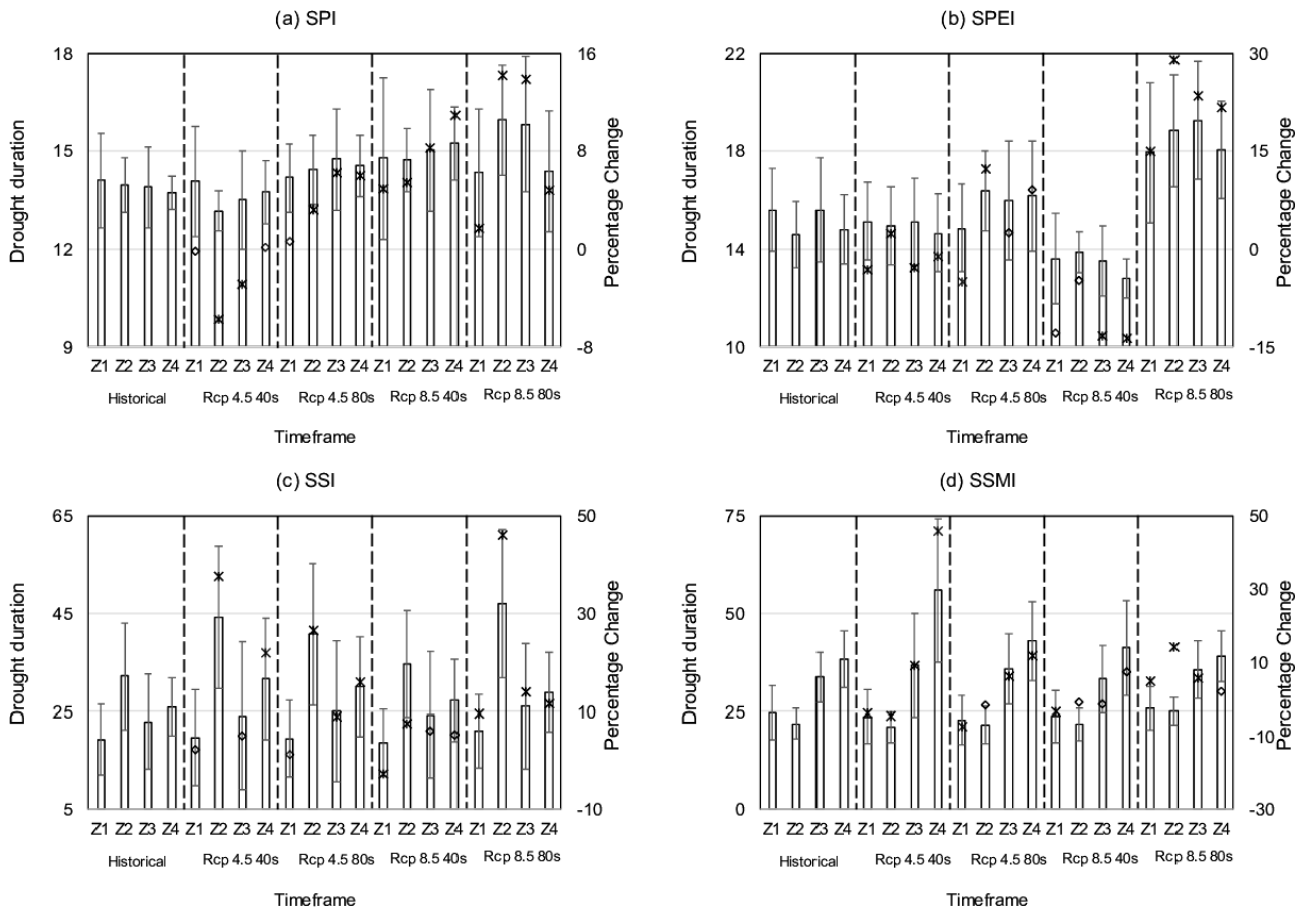 (a) SPI
18
15
12
9
16
8
0
-8
Drought duration
Percentage Change
Z1 Z2 Z3 Z4 Z1 Z2 Z3 Z4 Z1 Z2 Z3 Z4 Z1 Z2 Z3 Z4 Z1 Z2 Z3 Z4
Historical Rcp 4.5 40s Rcp 4.5 80s Rcp 8.5 40s Rcp 8.5 80s
Timeframe
(b) SPEI
22
18
14
10
30
15
0
-15
Drought duration
Percentage Change
Z1 Z2 Z3 Z4 Z1 Z2 Z3 Z4 Z1 Z2 Z3 Z4 Z1 Z2 Z3 Z4 Z1 Z2 Z3 Z4
Historical Rcp 4.5 40s Rcp 4.5 80s Rcp 8.5 40s Rcp 8.5 80s
Timeframe
(c) SSI
65
45
25
5
50
30
10
-10
Drought duration
Percentage Change
Z1 Z2 Z3 Z4 Z1 Z2 Z3 Z4 Z1 Z2 Z3 Z4 Z1 Z2 Z3 Z4 Z1 Z2 Z3 Z4
Historical Rcp 4.5 40s Rcp 4.5 80s Rcp 8.5 40s Rcp 8.5 80s
Timeframe
(d) SSMI
75
50
25
0
50
30
10
-10
-30
Drought duration
Percentage Change
Z1 Z2 Z3 Z4 Z1 Z2 Z3 Z4 Z1 Z2 Z3 Z4 Z1 Z2 Z3 Z4 Z1 Z2 Z3 Z4
Historical Rcp 4.5 40s Rcp 4.5 80s Rcp 8.5 40s Rcp 8.5 80s
Timeframe